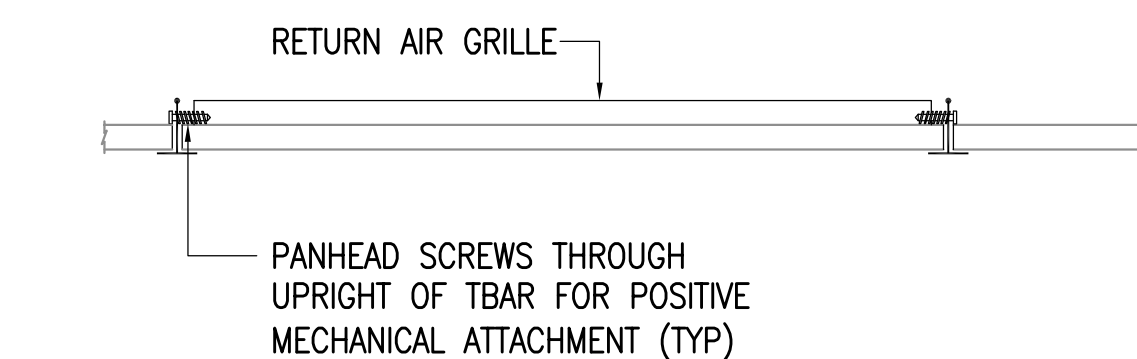 RETURN AIR GRILLE
PANHEAD SCREWS THROUGH
UPRIGHT OF TBAR FOR POSITIVE
MECHANICAL ATTACHMENT (TYP)